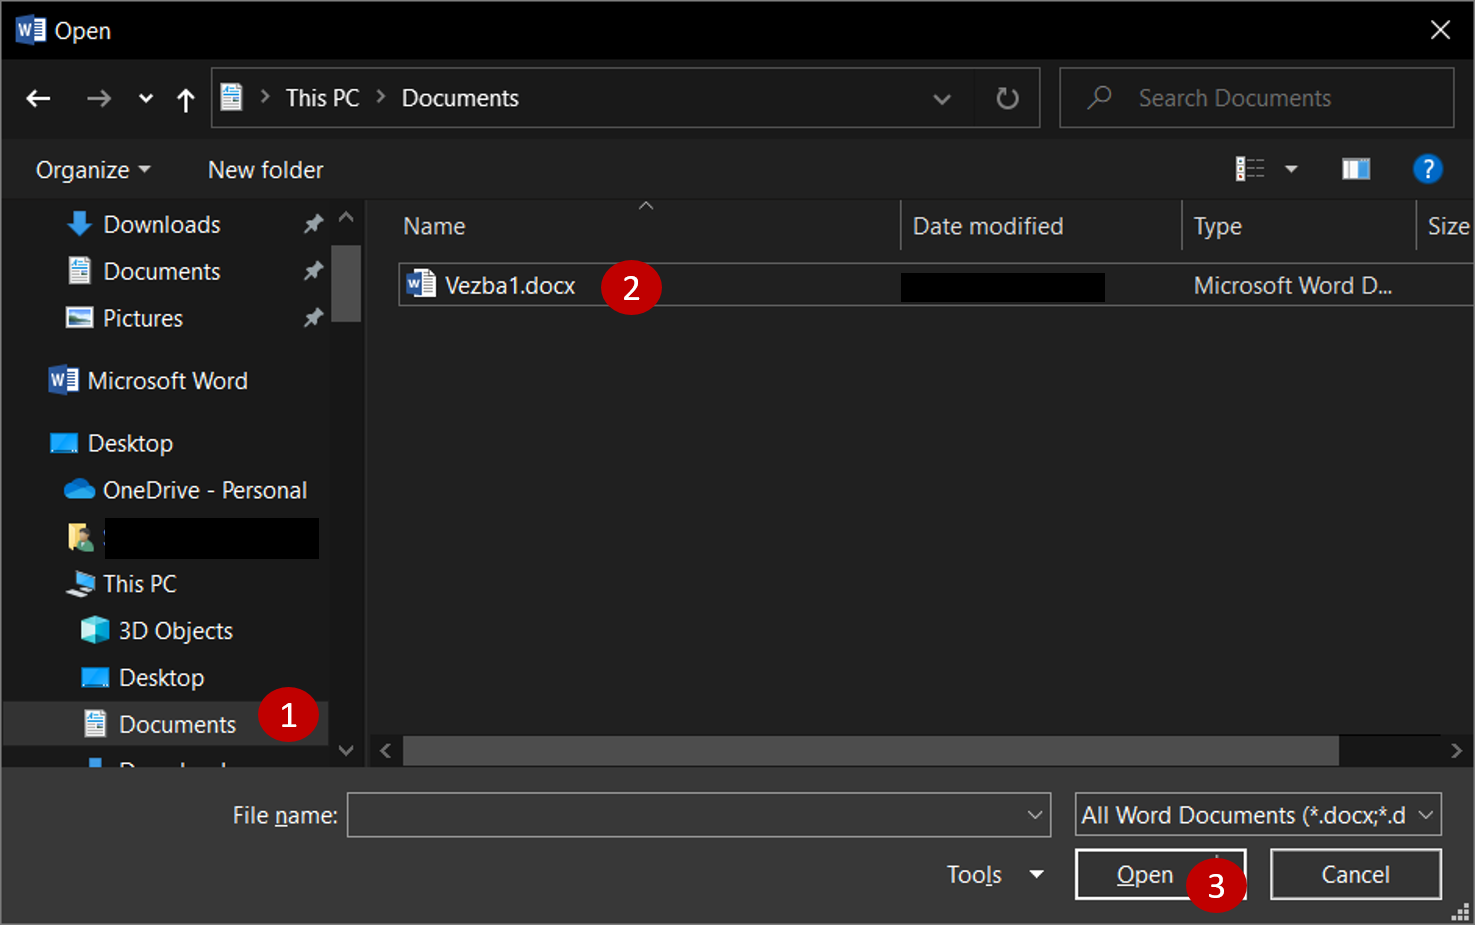 Open
This PC > Documents
Search Documents
Organize
New folder
Name
Date modified
Type
Size
Downloads
Documents
Pictures
Microsoft Word
Desktop
OneDrive - Personal
This PC
3D Objects
Desktop
Documents 1
Vezba1.docx 2
Microsoft Word D...
File name:
All Word Documents (*.docx;*.d
Tools
Open 3
Cancel